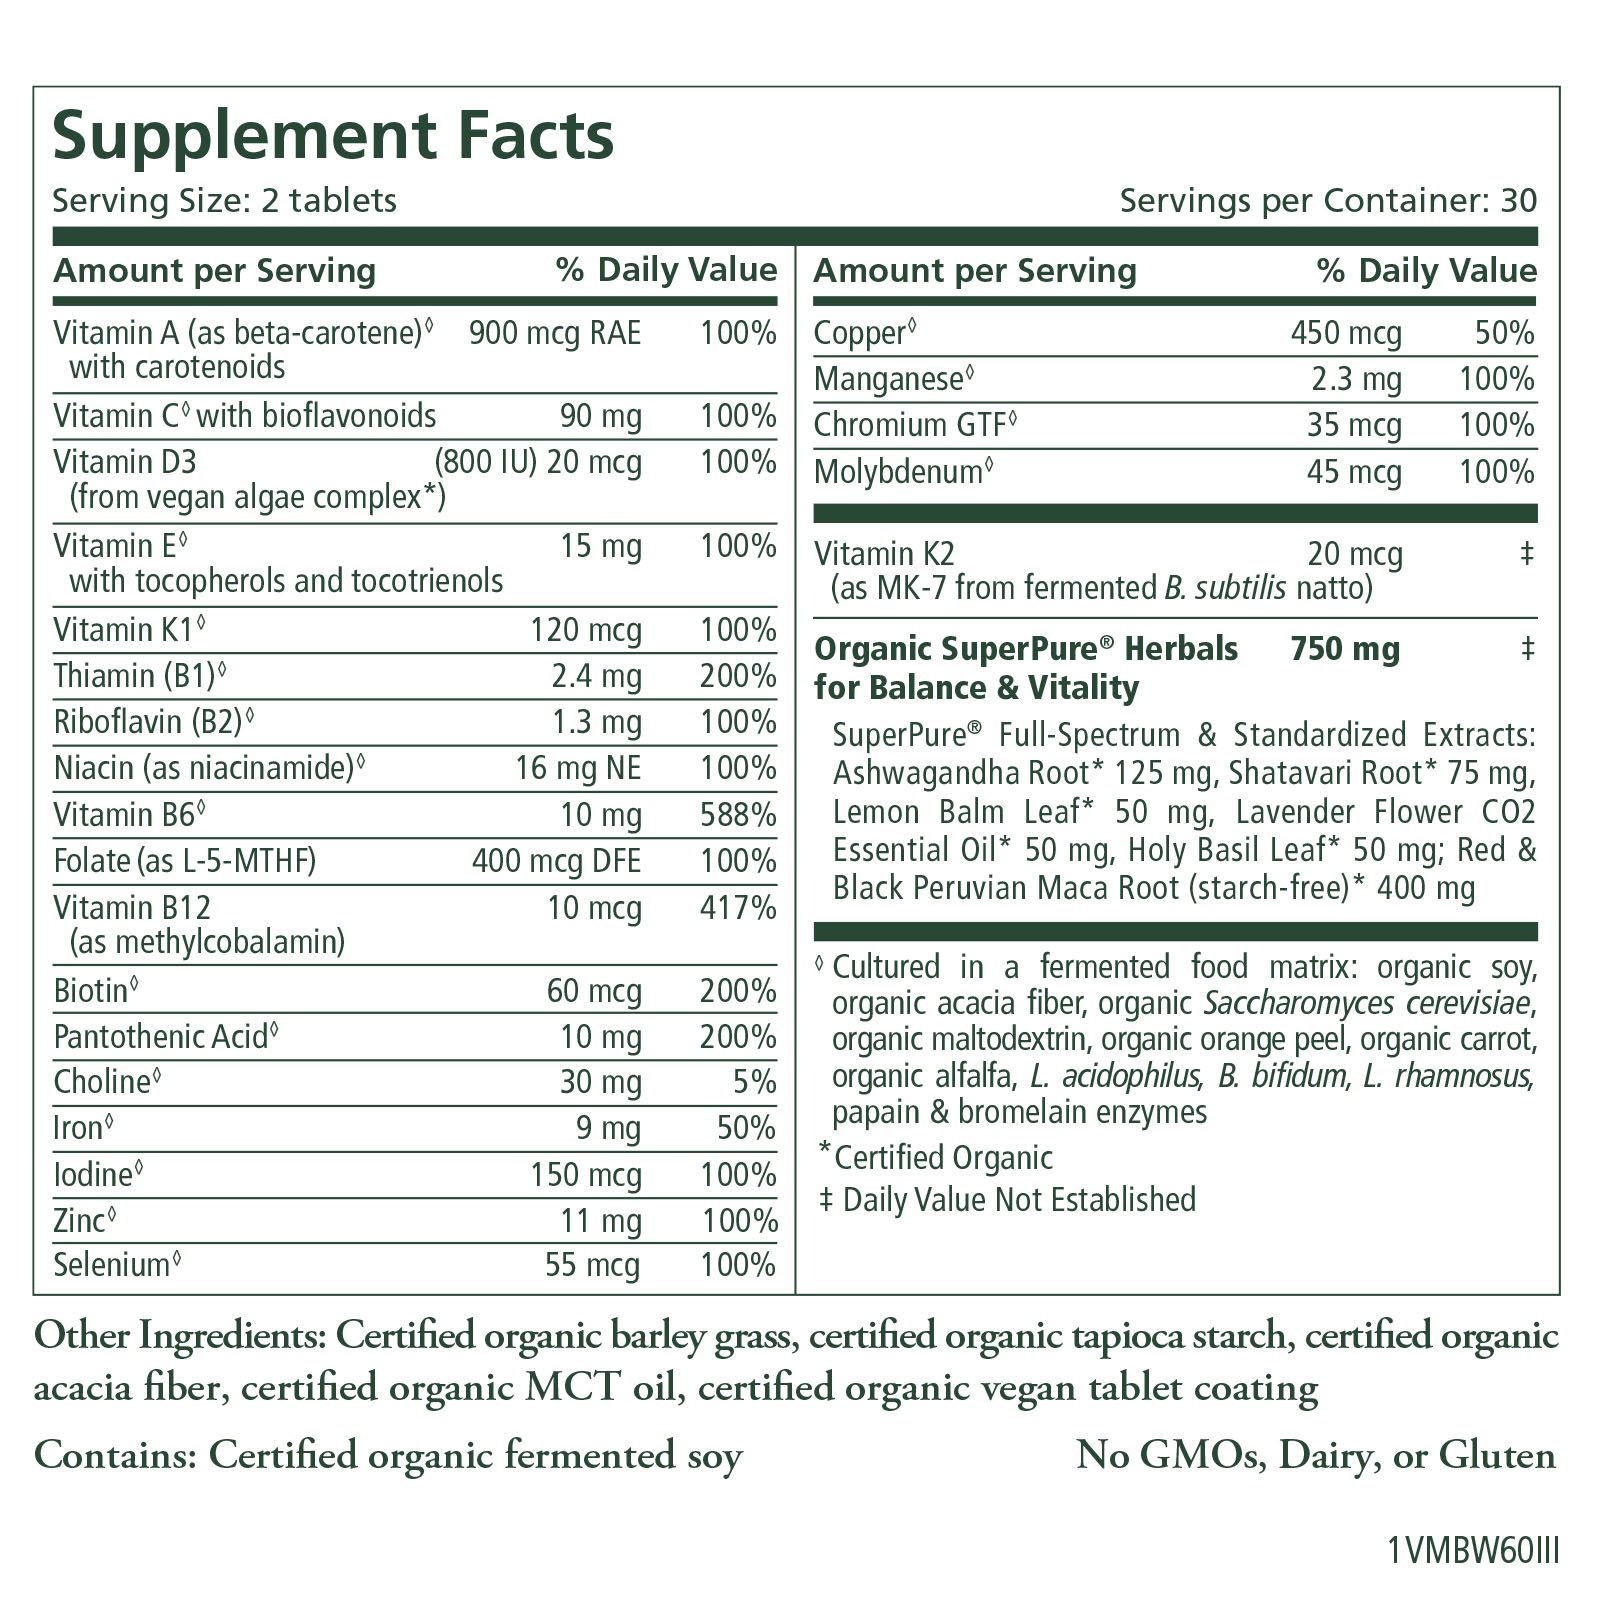 Supplement Facts
Serving Size: 2 tablets Servings per Container: 30
Amount per Serving % Daily Value
Vitamin A (as beta-carotene)◊ 900 mcg RAE 100%
with carotenoids
Vitamin C◊ with bioflavonoids 90 mg 100%
Vitamin D3 (800 IU) 20 mcg 100%
(from vegan algae complex*)
Vitamin E◊ 15 mg 100%
with tocopherols and tocotrienols
Vitamin K1◊ 120 mcg 100%
Thiamin (B1)◊ 2.4 mg 200%
Riboflavin (B2)◊ 1.3 mg 100%
Niacin (as niacinamide)◊ 16 mg NE 100%
Vitamin B6◊ 10 mg 588%
Folate (as L-5-MTHF) 400 mcg DFE 100%
Vitamin B12 10 mcg 417%
(as methylcobalamin)
Biotin◊ 60 mcg 200%
Pantothenic Acid◊ 10 mg 200%
Choline◊ 30 mg 5%
Iron◊ 9 mg 50%
Iodine◊ 150 mcg 100%
Zinc◊ 11 mg 100%
Selenium◊ 55 mcg 100%
Amount per Serving % Daily Value
Copper◊ 450 mcg 50%
Manganese◊ 2.3 mg 100%
Chromium GTF◊ 35 mcg 100%
Molybdenum◊ 45 mcg 100%
Vitamin K2 20 mcg ‡
(as MK-7 from fermented B. subtilis natto)
Organic SuperPure® Herbals 750 mg ‡
for Balance & Vitality
SuperPure® Full-Spectrum & Standardized Extracts:
Ashwagandha Root* 125 mg, Shatavari Root* 75 mg,
Lemon Balm Leaf* 50 mg, Lavender Flower CO2
Essential Oil* 50 mg, Holy Basil Leaf* 50 mg; Red &
Black Peruvian Maca Root (starch-free)* 400 mg
◊ Cultured in a fermented food matrix: organic soy,
organic acacia fiber, organic Saccharomyces cerevisiae,
organic maltodextrin, organic orange peel, organic carrot,
organic alfalfa, L. acidophilus, B. bifidum, L. rhamnosus,
papain & bromelain enzymes
*Certified Organic
‡ Daily Value Not Established
Other Ingredients: Certified organic barley grass, certified organic tapioca starch, certified organic
acacia fiber, certified organic MCT oil, certified organic vegan tablet coating
Contains: Certified organic fermented soy No GMOs, Dairy, or Gluten
1VMBW60III